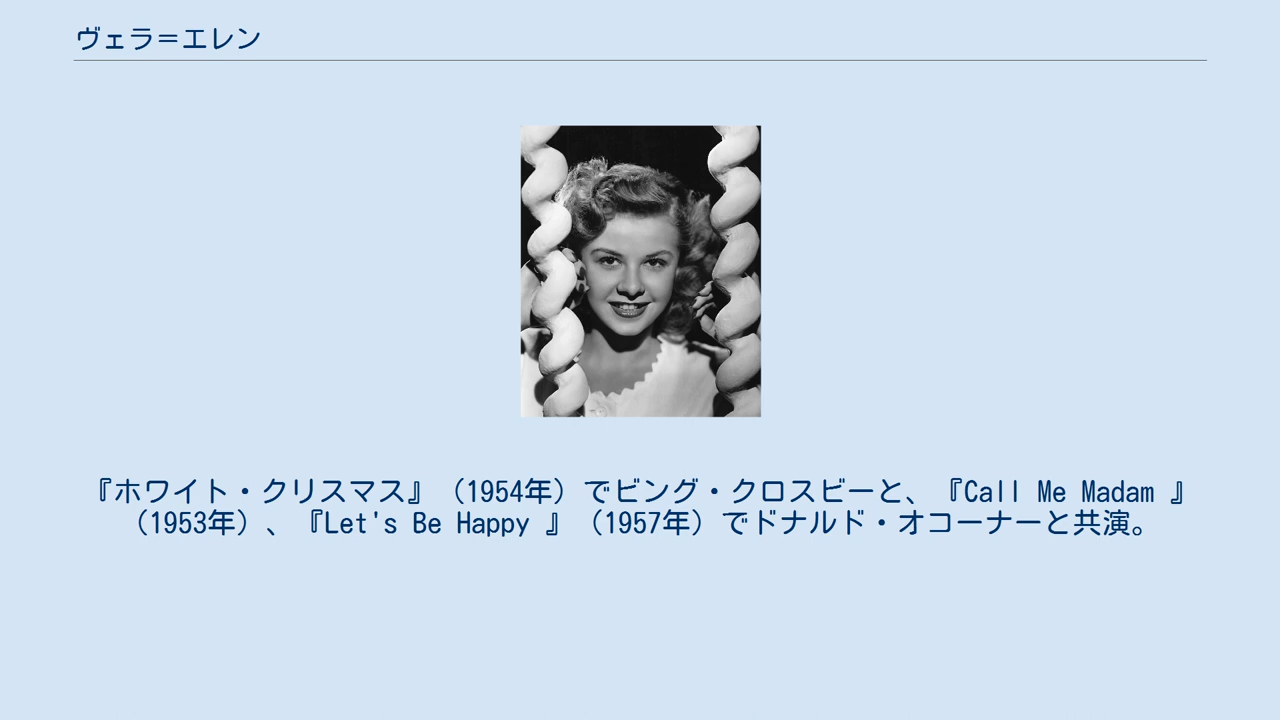 ヴェラ＝エレン
『ホワイト・クリスマス』（1954年）でビング・クロスビーと、『Call Me Madam 』
（1953年）、『Let's Be Happy 』（1957年）でドナルド・オコーナーと共演。